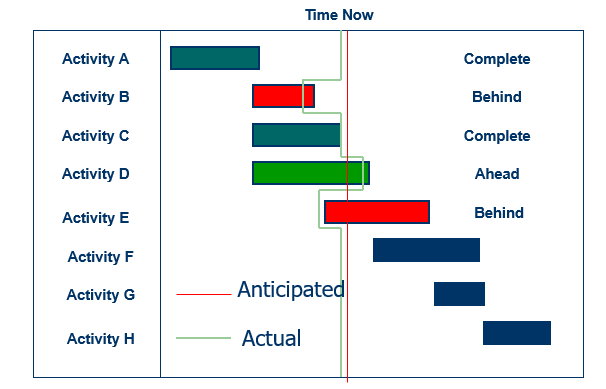 Time Now
Activity A Complete
Activity B Behind
Activity C Complete
Activity D Ahead
Activity E Behind
Activity F
Activity G Anticipated
Activity H Actual